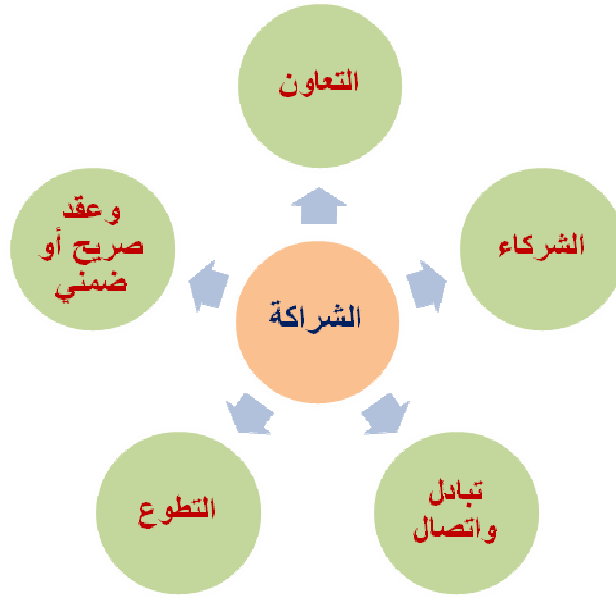 التعاون
الشركاء
تبادل
واتصال
التطوع
وعقد
صريح أو
ضمني
الشراكة